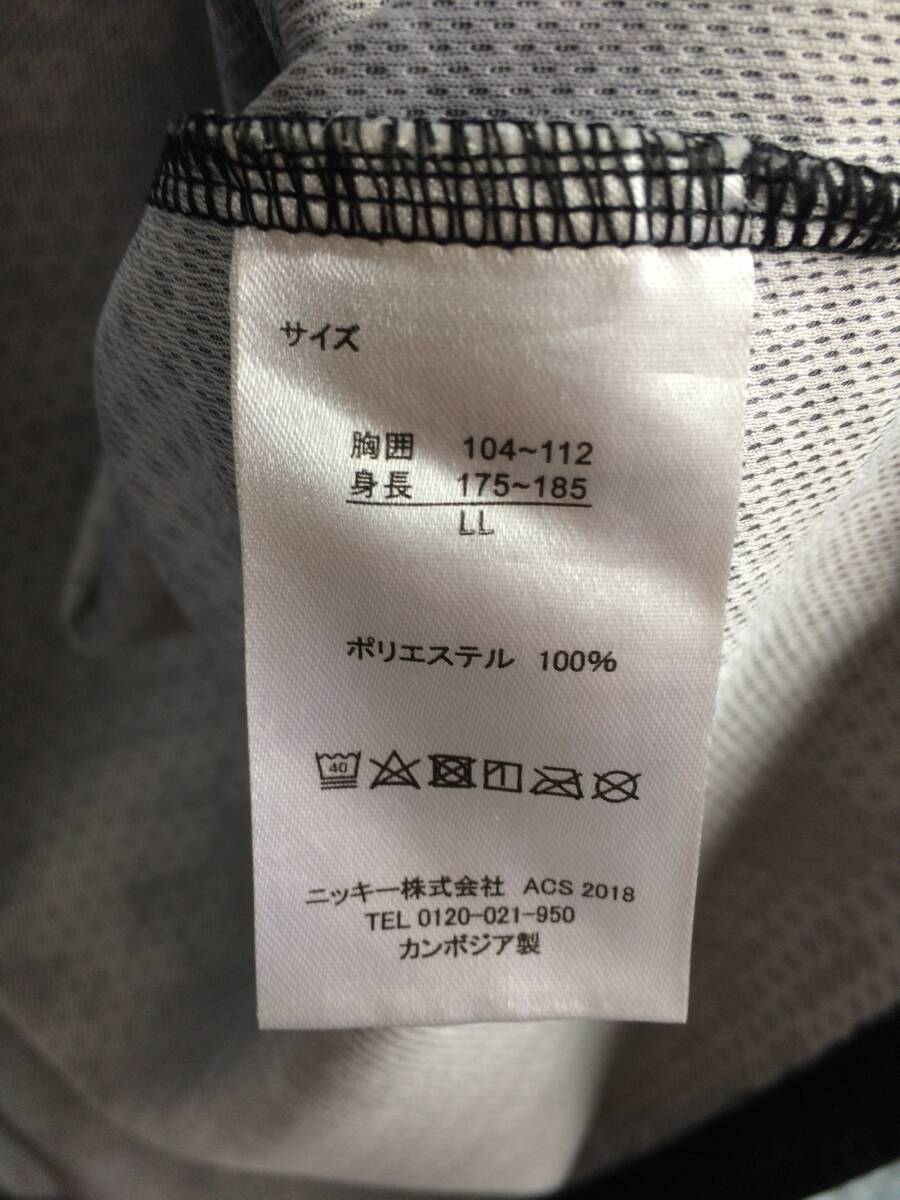 サイズ
胸囲 104~112
身長 175~185
LL
ポリエステル 100%
40
ニッキー株式会社 ACS 2018
TEL 0120-021-950
カンボジア製